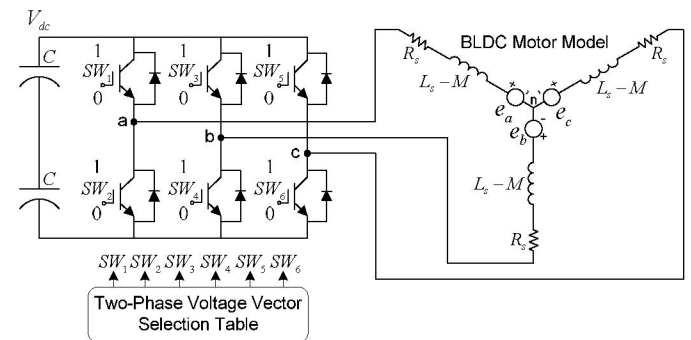 V_dc
C
C
1
SW_1
0
1
SW_3
0
1
SW_5
0
a
b
c
1
SW_2
0
1
SW_4
0
1
SW_6
0
SW_1 SW_2 SW_3 SW_4 SW_5 SW_6
Two-Phase Voltage Vector
Selection Table
BLDC Motor Model
R_s
L_s − M
R_s
L_s − M
+ 'n' +
e_a
e_c
e_b
-
+
L_s − M
R_s